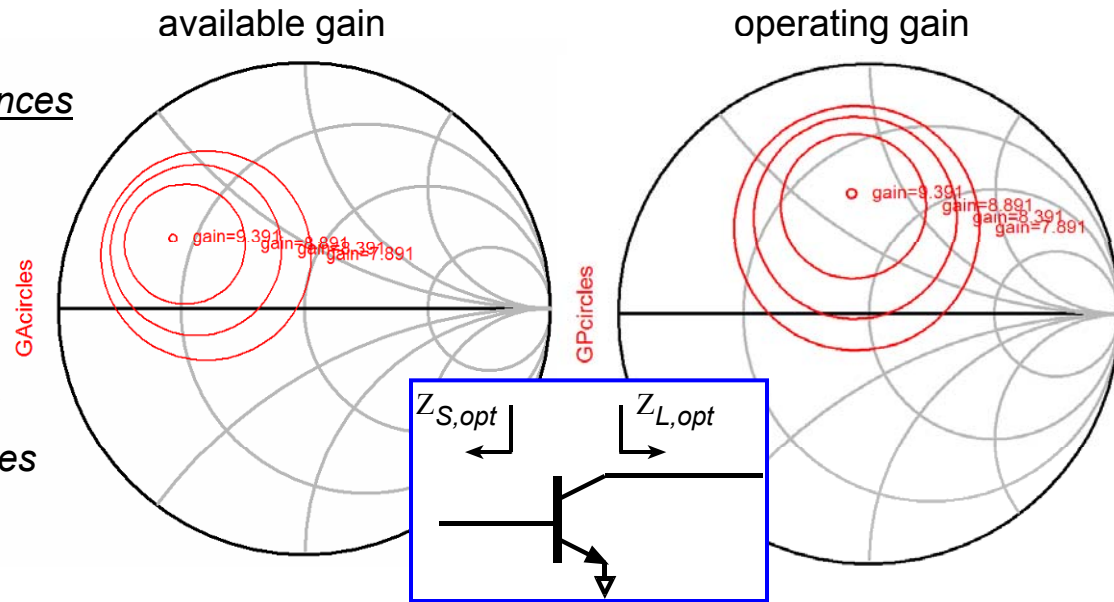 available gain
operating gain
nces
GAcircles
gain=9.391
gain=8.891
gain=8.391
gain=7.891
GPcircles
gain=9.391
gain=8.891
gain=8.391
gain=7.891
es
Z_S,opt
Z_L,opt